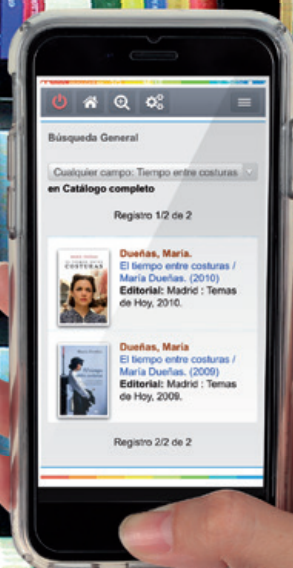 Búsqueda General
Cualquier campo: Tiempo entre costuras
en Catálogo completo
Registro 1/2 de 2
Dueñas, María.
El tiempo entre costuras /
María Dueñas. (2010)
Editorial: Madrid : Temas
de Hoy, 2010.
COSTURAS
Dueñas, María
El tiempo entre costuras /
María Dueñas. (2009)
Editorial: Madrid : Temas
de Hoy, 2009.
Registro 2/2 de 2